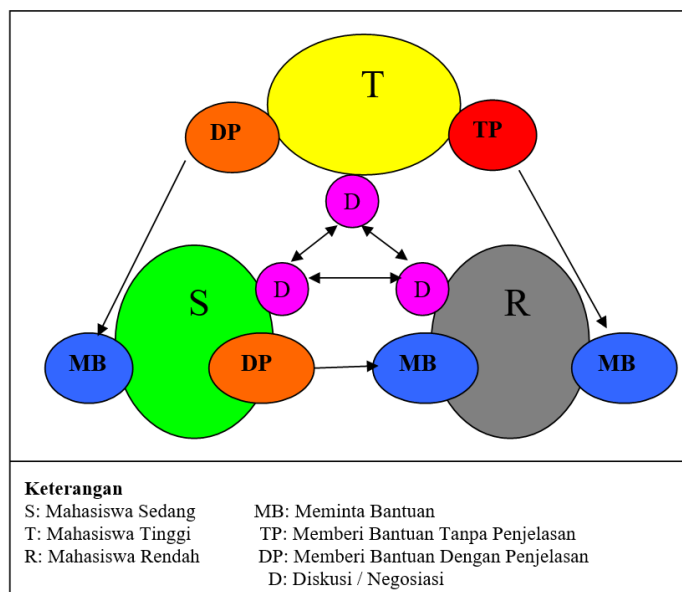 T
DP
TP
D
D
D
S
R
MB
DP
MB
MB
Keterangan
S: Mahasiswa Sedang MB: Meminta Bantuan
T: Mahasiswa Tinggi TP: Memberi Bantuan Tanpa Penjelasan
R: Mahasiswa Rendah DP: Memberi Bantuan Dengan Penjelasan
D: Diskusi / Negosiasi